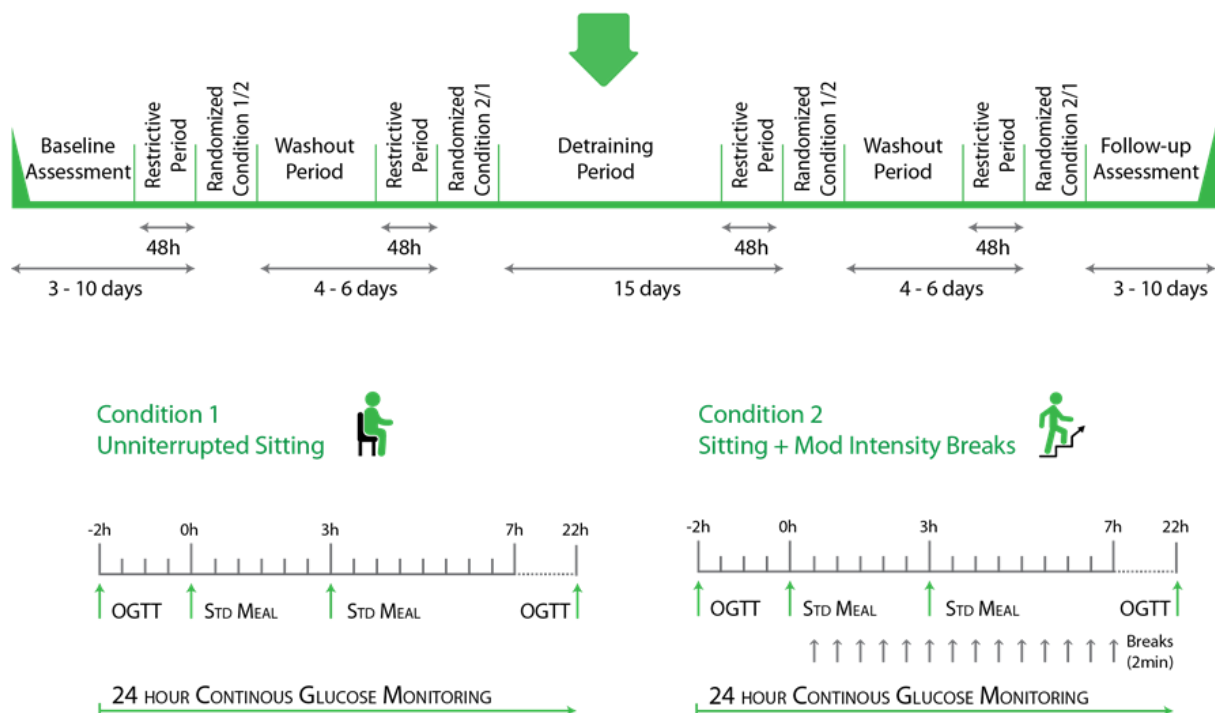 Baseline
Assessment
Restrictive
Period
Randomized
Condition 1/2
Washout
Period
Restrictive
Period
Randomized
Condition 2/1
Detraining
Period
Restrictive
Period
Randomized
Condition 1/2
Washout
Period
Restrictive
Period
Randomized
Condition 2/1
Follow-up
Assessment
48h
48h
48h
48h
3 - 10 days
4 - 6 days
15 days
4 - 6 days
3 - 10 days
Condition 1
Unniterrupted Sitting
-2h 0h 3h 7h 22h
OGTT STD MEAL STD MEAL OGTT
24 HOUR CONTINOUS GLUCOSE MONITORING
Condition 2
Sitting + Mod Intensity Breaks
-2h 0h 3h 7h 22h
OGTT STD MEAL STD MEAL OGTT
Breaks
(2min)
24 HOUR CONTINOUS GLUCOSE MONITORING